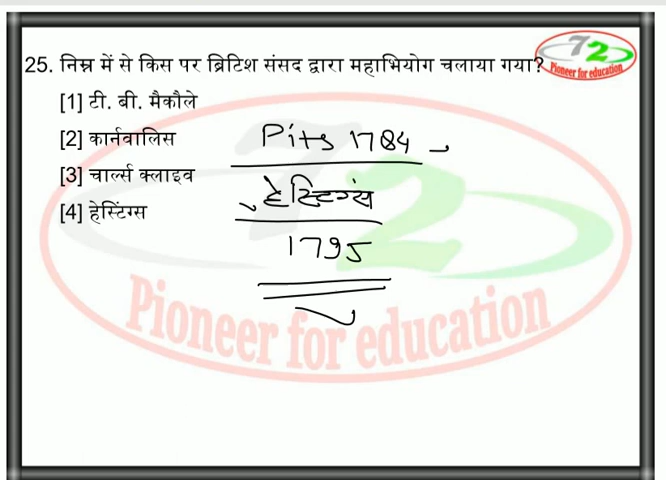 25. निम्न में से किस पर ब्रिटिश संसद द्वारा महाभियोग चलाया गया?
72
Pioneer for education
[1] टी. बी. मैकौले
[2] कार्नवालिस
[3] चार्ल्स क्लाइव
[4] हेस्टिंग्स
Pits 1784
हेस्टिग्यंस
1795
72
Pioneer for education